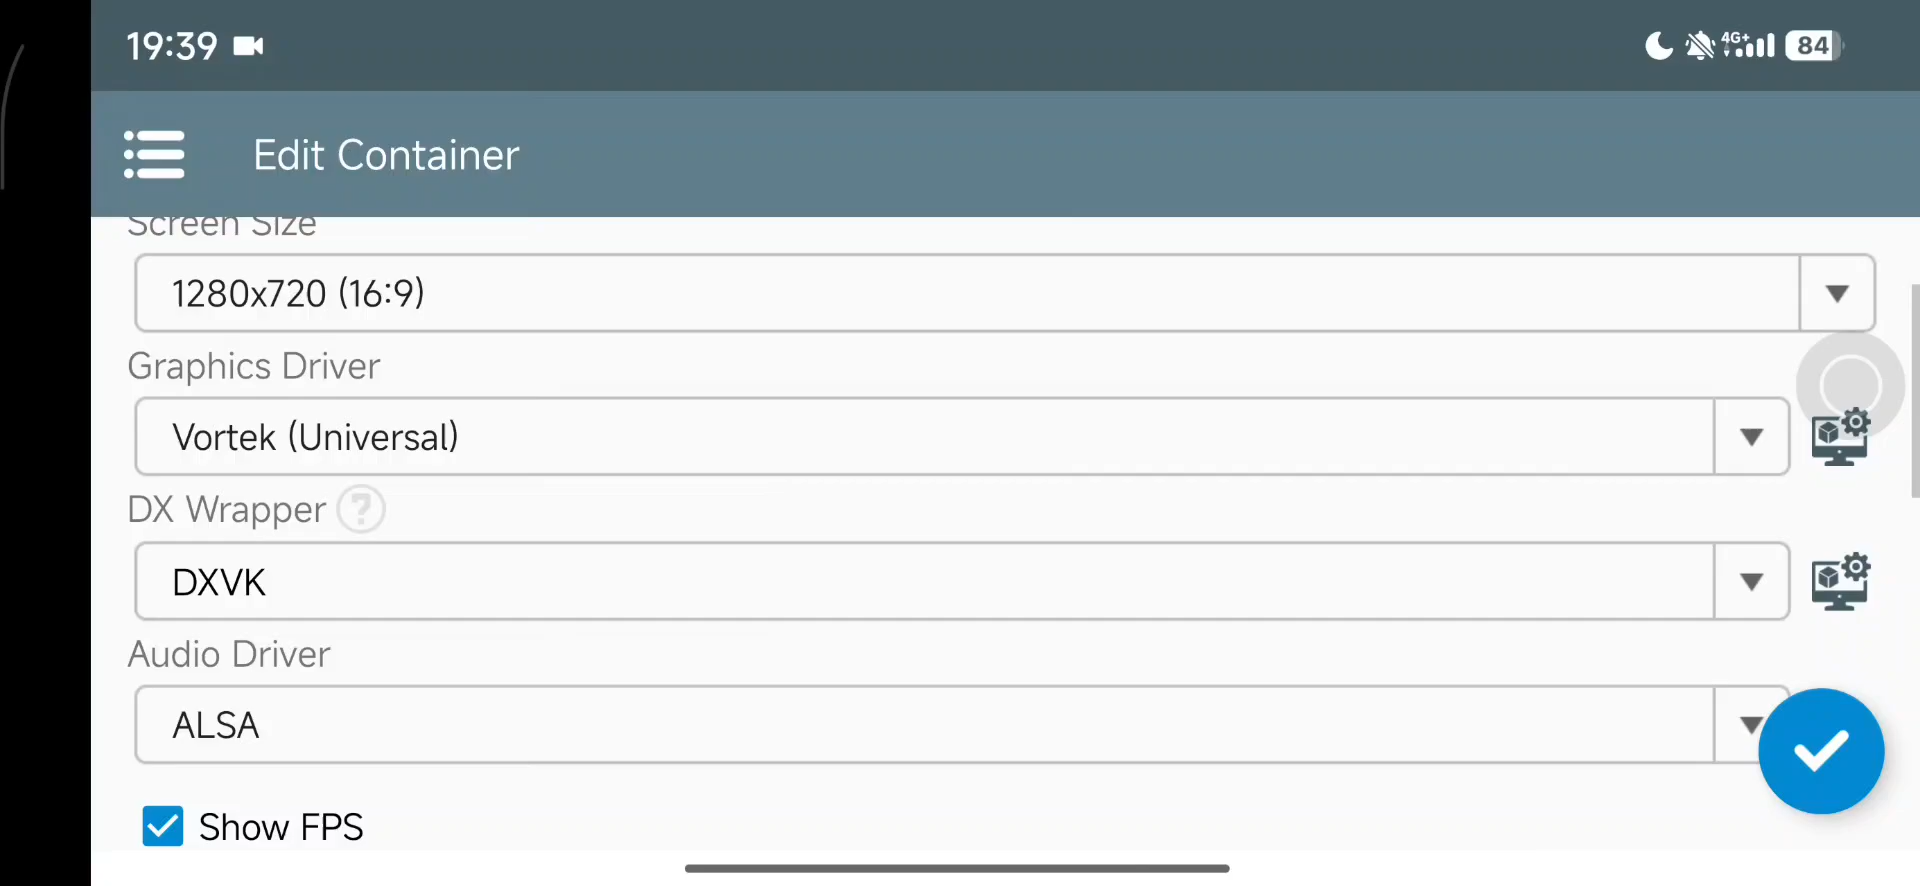 19:39
4G+
84
Edit Container
Screen Size
1280x720 (16:9)
Graphics Driver
Vortek (Universal)
DX Wrapper ?
DXVK
Audio Driver
ALSA
Show FPS